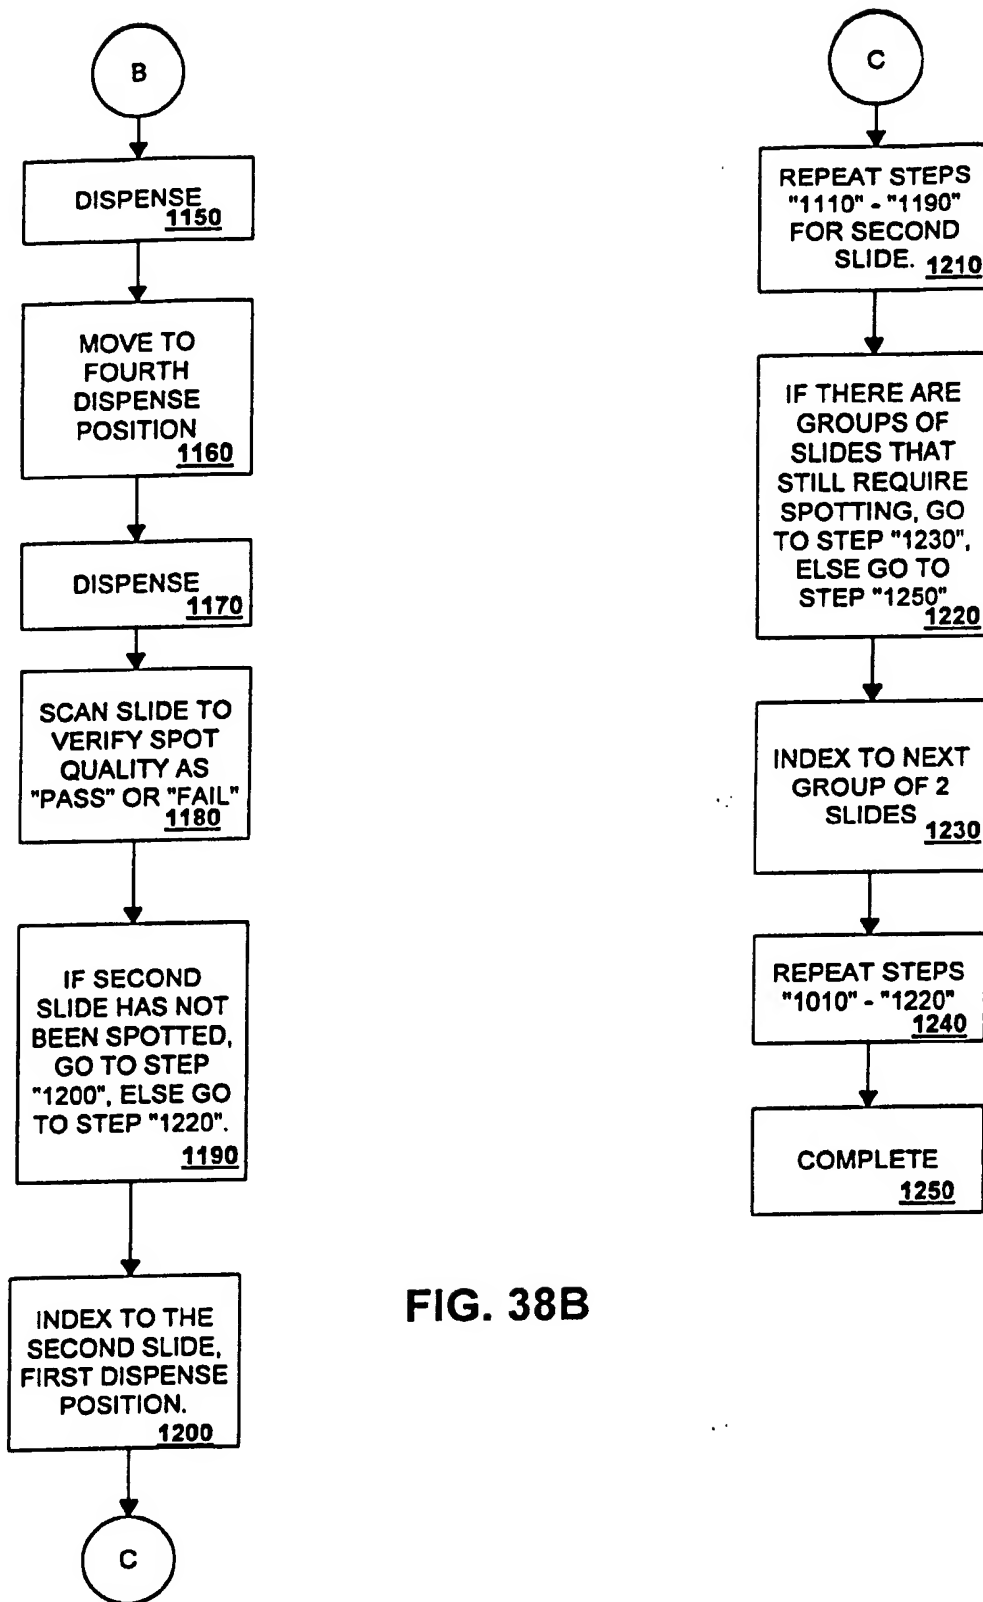 B
DISPENSE
1150
MOVE TO
FOURTH
DISPENSE
POSITION
1160
DISPENSE
1170
SCAN SLIDE TO
VERIFY SPOT
QUALITY AS
"PASS" OR "FAIL"
1180
IF SECOND
SLIDE HAS NOT
BEEN SPOTTED,
GO TO STEP
"1200", ELSE GO
TO STEP "1220".
1190
INDEX TO THE
SECOND SLIDE,
FIRST DISPENSE
POSITION.
1200
C
C
REPEAT STEPS
"1110" - "1190"
FOR SECOND
SLIDE. 1210
IF THERE ARE
GROUPS OF
SLIDES THAT
STILL REQUIRE
SPOTTING, GO
TO STEP "1230",
ELSE GO TO
STEP "1250"
1220
INDEX TO NEXT
GROUP OF 2
SLIDES
1230
REPEAT STEPS
"1010" - "1220"
1240
COMPLETE
1250
FIG. 38B